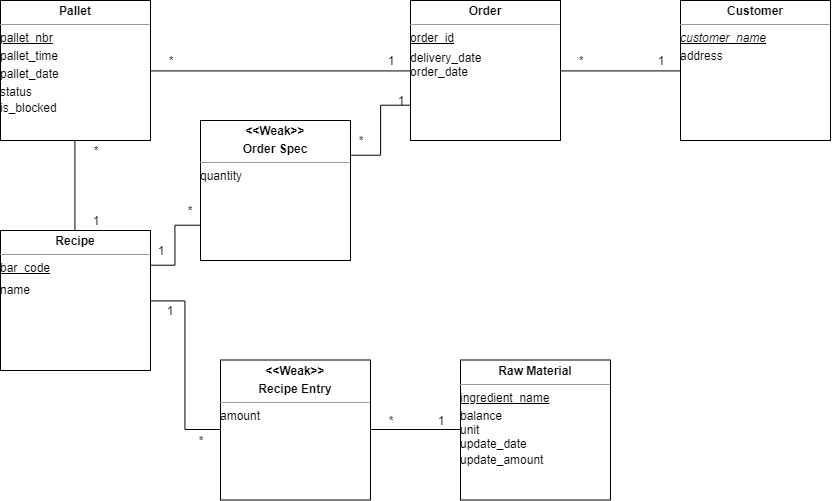 Pallet
pallet_nbr
pallet_time
pallet_date
status
is_blocked
Order
order_id
delivery_date
order_date
Customer
customer_name
address
*
1
*
1
1
<<Weak>>
Order Spec
quantity
*
*
1
*
1
Recipe
bar_code
name
1
*
<<Weak>>
Recipe Entry
amount
*
1
Raw Material
ingredient_name
balance
unit
update_date
update_amount